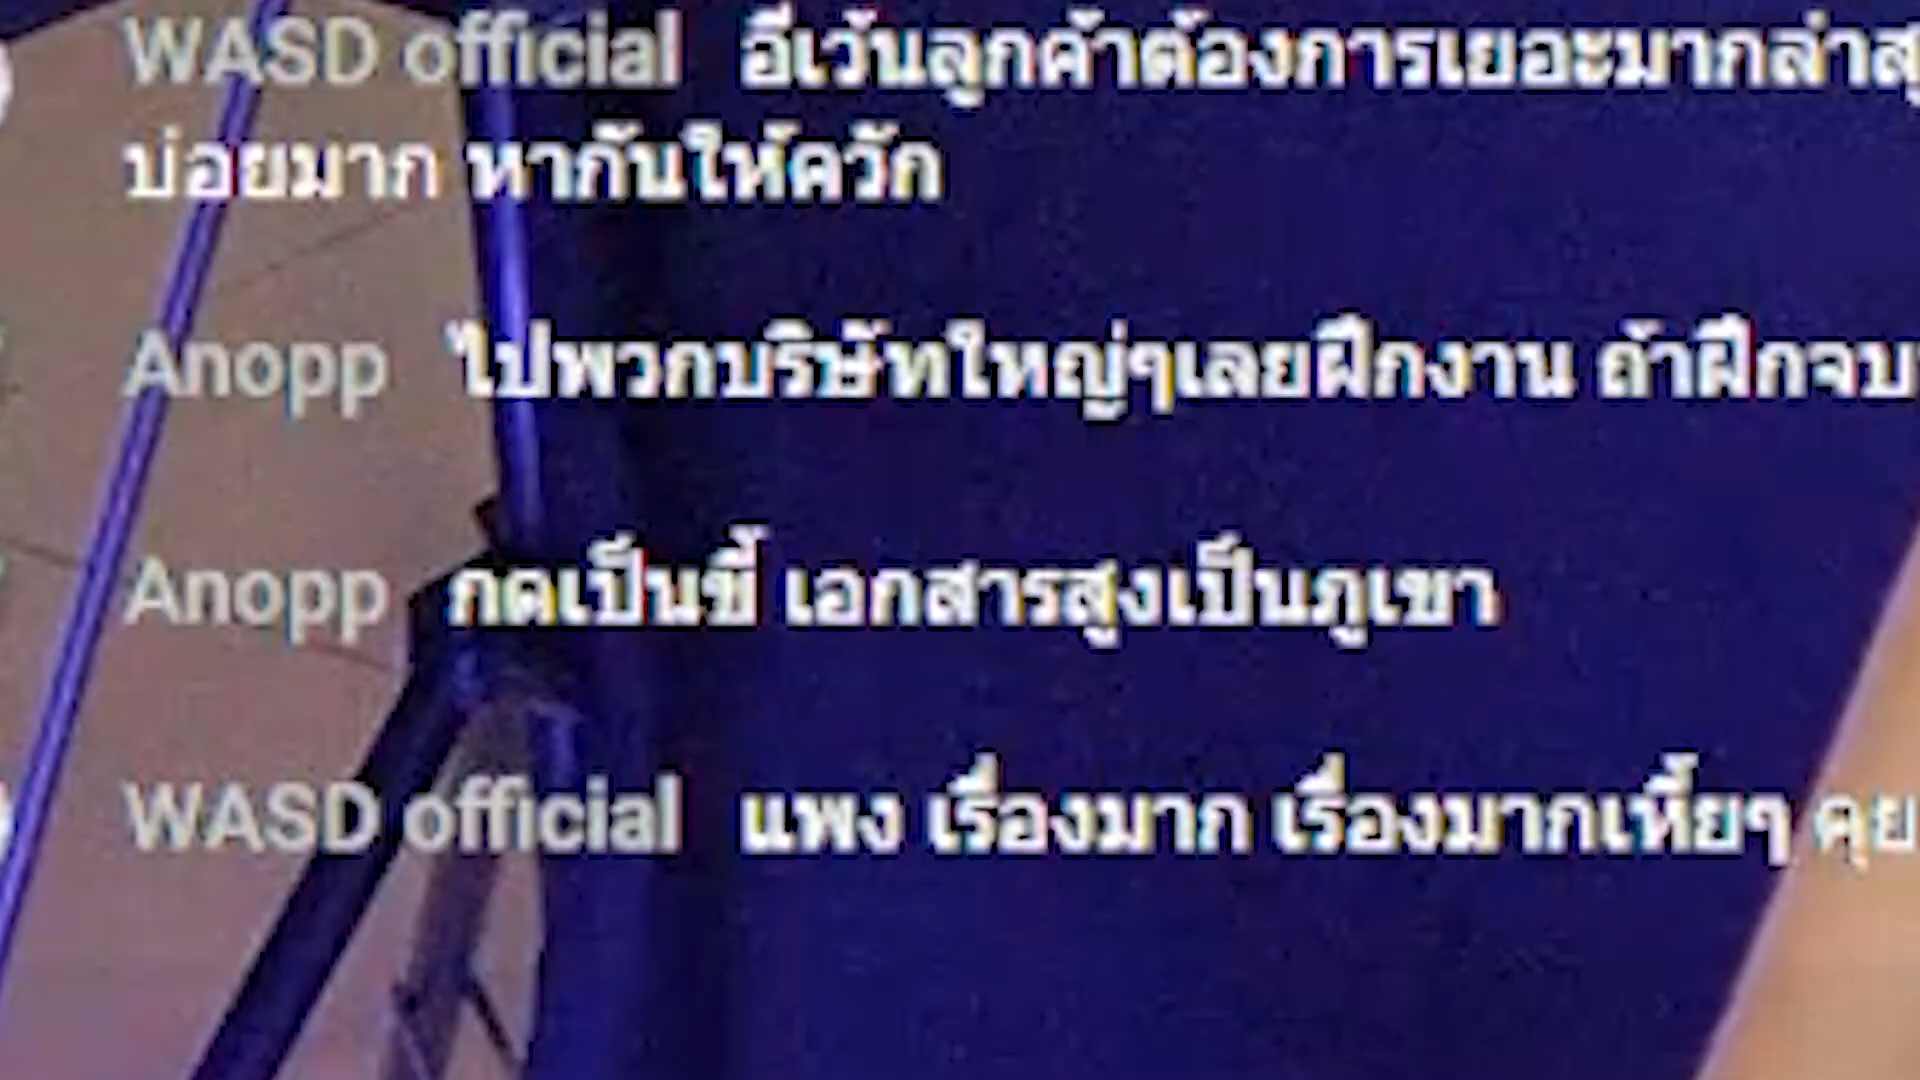 WASD official อีเว้นลูกค้าต้องการเยอะมากล่าสุ
บ่อยมาก หากันให้ควัก
Anopp ไปพวกบริษัทใหญ่ๆเลยฝึกงาน ถ้าฝึกจบ
Anopp กดเป็นขี้ เอกสารสูงเป็นภูเขา
WASD official แพง เรื่องมาก เรื่องมากเหี้ยๆ คุย